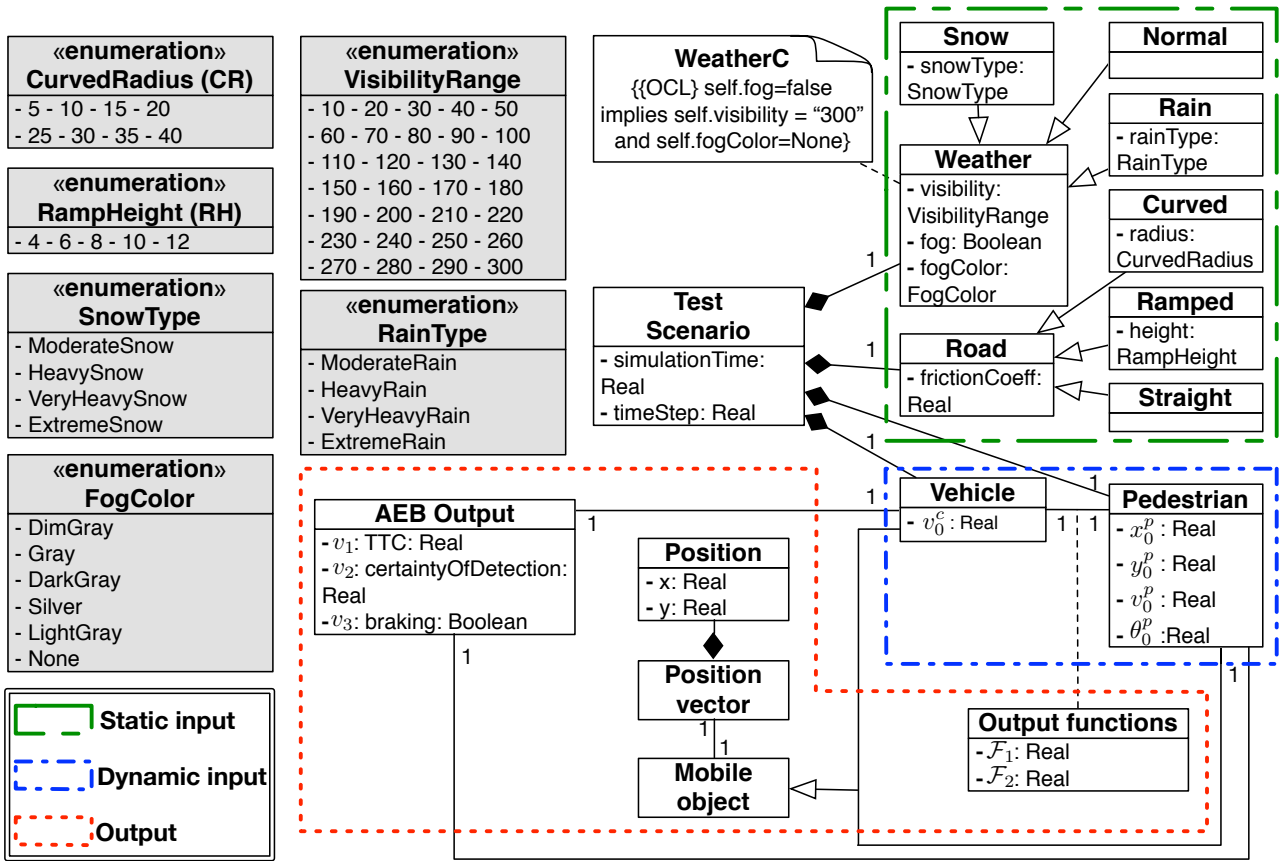 «enumeration»
CurvedRadius (CR)
- 5 - 10 - 15 - 20
- 25 - 30 - 35 - 40
«enumeration»
RampHeight (RH)
- 4 - 6 - 8 - 10 - 12
«enumeration»
SnowType
- ModerateSnow
- HeavySnow
- VeryHeavySnow
- ExtremeSnow
«enumeration»
FogColor
- DimGray
- Gray
- DarkGray
- Silver
- LightGray
- None
Static input
Dynamic input
Output
«enumeration»
VisibilityRange
- 10 - 20 - 30 - 40 - 50
- 60 - 70 - 80 - 90 - 100
- 110 - 120 - 130 - 140
- 150 - 160 - 170 - 180
- 190 - 200 - 210 - 220
- 230 - 240 - 250 - 260
- 270 - 280 - 290 - 300
«enumeration»
RainType
- ModerateRain
- HeavyRain
- VeryHeavyRain
- ExtremeRain
WeatherC
{{OCL} self.fog=false
implies self.visibility = “300”
and self.fogColor=None}
Test
Scenario
- simulationTime:
Real
- timeStep: Real
Snow
- snowType:
SnowType
Normal
Rain
- rainType:
RainType
Weather
- visibility:
VisibilityRange
- fog: Boolean
- fogColor:
FogColor
Curved
- radius:
CurvedRadius
Ramped
- height:
RampHeight
Road
- frictionCoeff:
Real
Straight
1
1
1
1
AEB Output
- v₁: TTC: Real
- v₂: certaintyOfDetection:
Real
- v₃: braking: Boolean
1
1
1
Position
- x: Real
- y: Real
Position
vector
1
1
Mobile
object
Vehicle
- v₀ᶜ : Real
1 1
Pedestrian
- x₀ᵖ : Real
- y₀ᵖ : Real
- v₀ᵖ : Real
- θ₀ᵖ :Real
1
Output functions
- ℱ₁: Real
- ℱ₂: Real